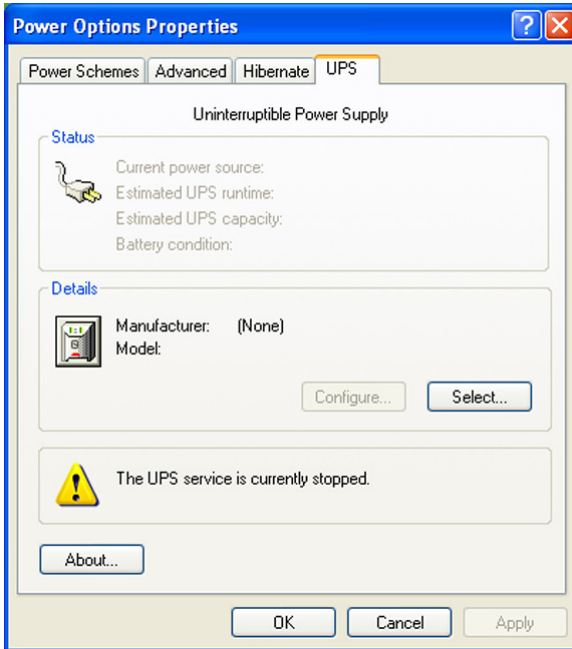 Power Options Properties
Power Schemes Advanced Hibernate UPS
Uninterruptible Power Supply
Status
Current power source:
Estimated UPS runtime:
Estimated UPS capacity:
Battery condition:
Details
Manufacturer: (None)
Model:
Configure... Select...
The UPS service is currently stopped.
About...
OK Cancel Apply